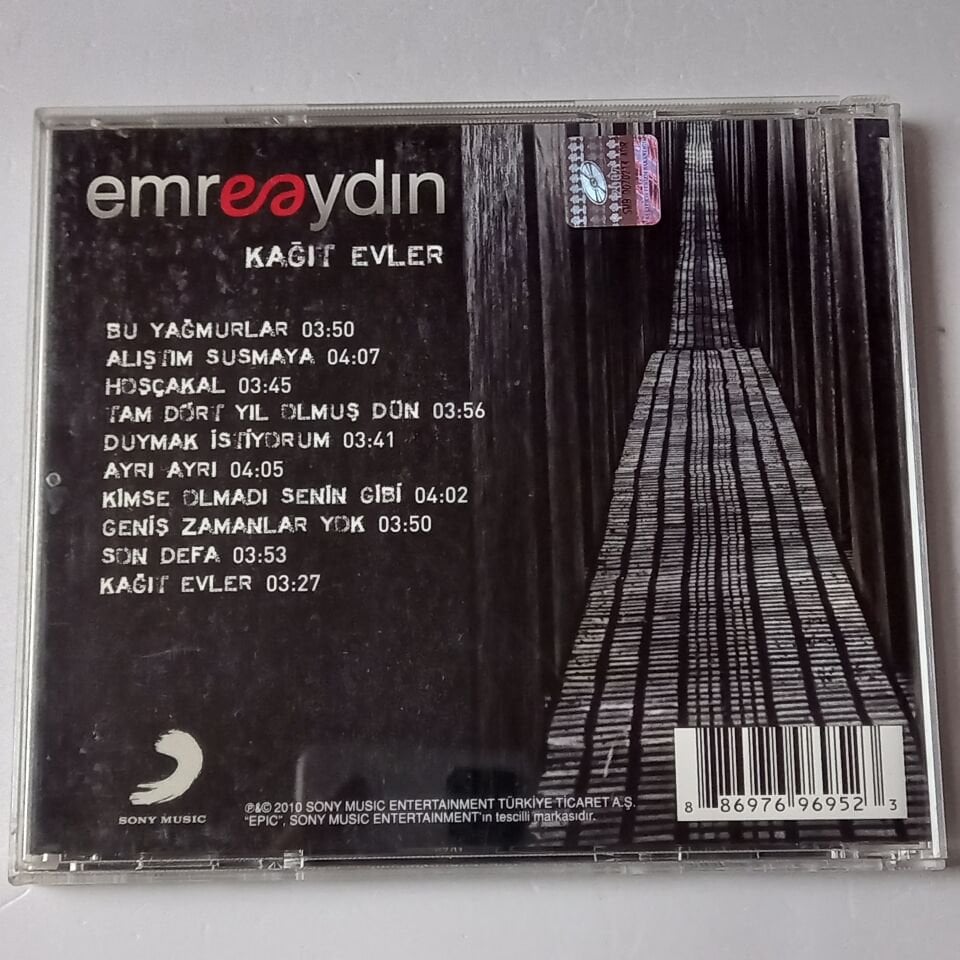 emreaydın
KAĞIT EVLER
BU YAĞMURLAR 03:50
ALIŞTIM SUSMAYA 04:07
HOŞÇAKAL 03:45
TAM DÖRT YIL OLMUŞ DÜN 03:56
DUYMAK İSTİYORUM 03:41
AYRI AYRI 04:05
KİMSE OLMADI SENİN GİBİ 04:02
GENİŞ ZAMANLAR YOK 03:50
SON DEFA 03:53
KAĞIT EVLER 03:27
SONY MUSIC
℗&© 2010 SONY MUSIC ENTERTAINMENT TÜRKİYE TİCARET A.Ş.
"EPIC", SONY MUSIC ENTERTAINMENT'ın tescilli markasıdır.
8 86976 96952 3